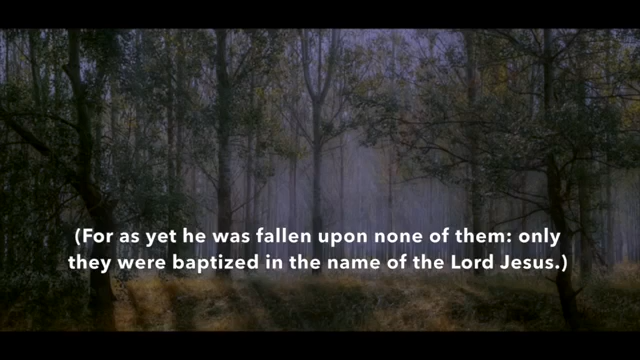 (For as yet he was fallen upon none of them: only
they were baptized in the name of the Lord Jesus.)